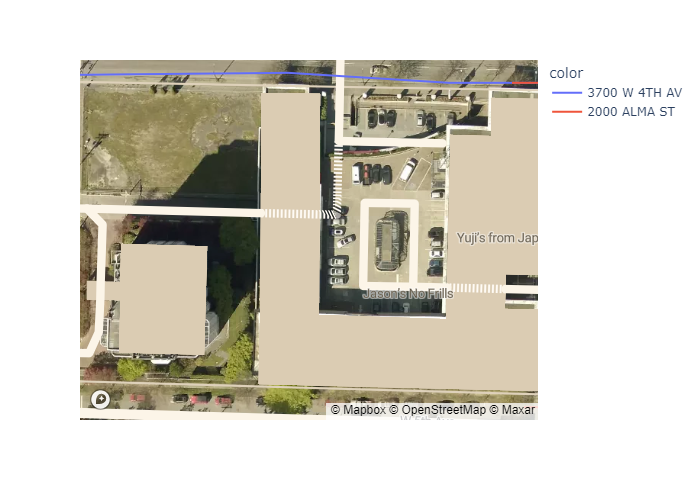 color
3700 W 4TH AV
2000 ALMA ST
Yuji's from Jap
Jason's No Frills
© Mapbox © OpenStreetMap © Maxar